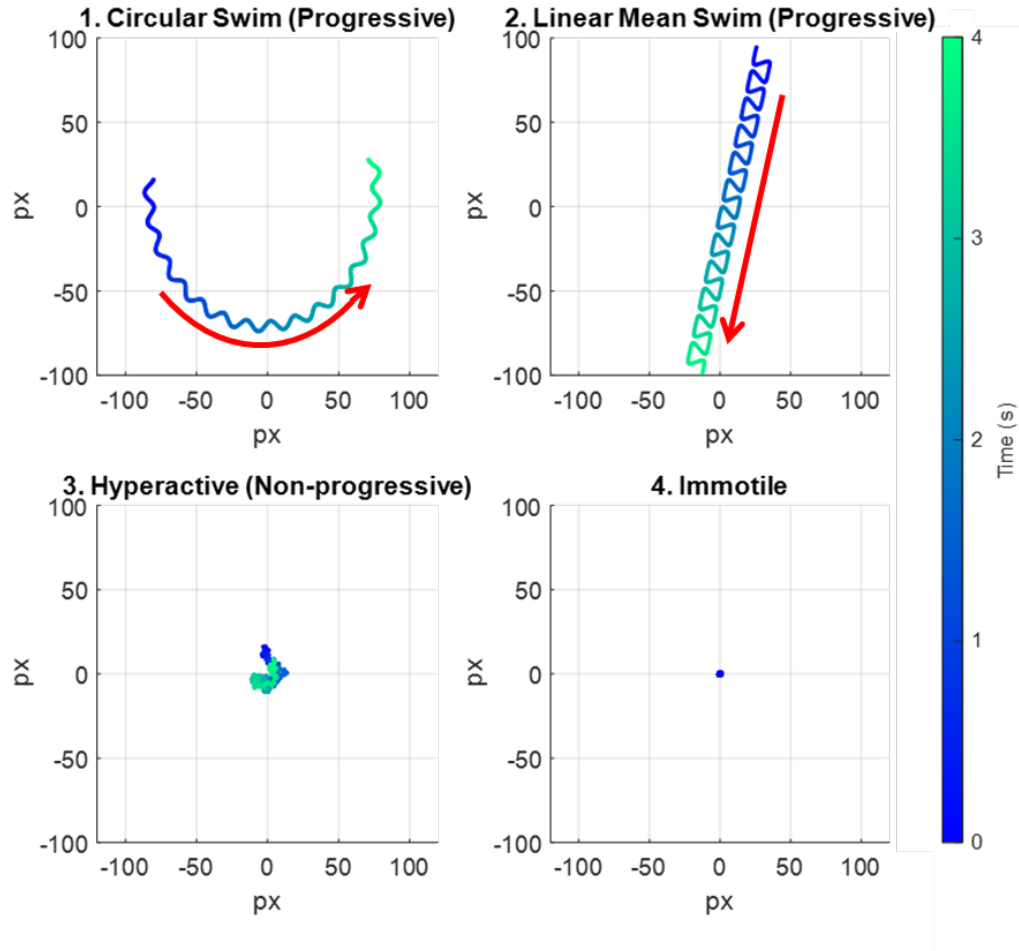 1. Circular Swim (Progressive)
100
50
0
-50
-100
px
-100 -50 0 50 100
px
2. Linear Mean Swim (Progressive)
100
50
0
-50
-100
px
-100 -50 0 50 100
px
3. Hyperactive (Non-progressive)
100
50
0
-50
-100
px
-100 -50 0 50 100
px
4. Immotile
100
50
0
-50
-100
px
-100 -50 0 50 100
px
4
3
2
1
0
Time (s)